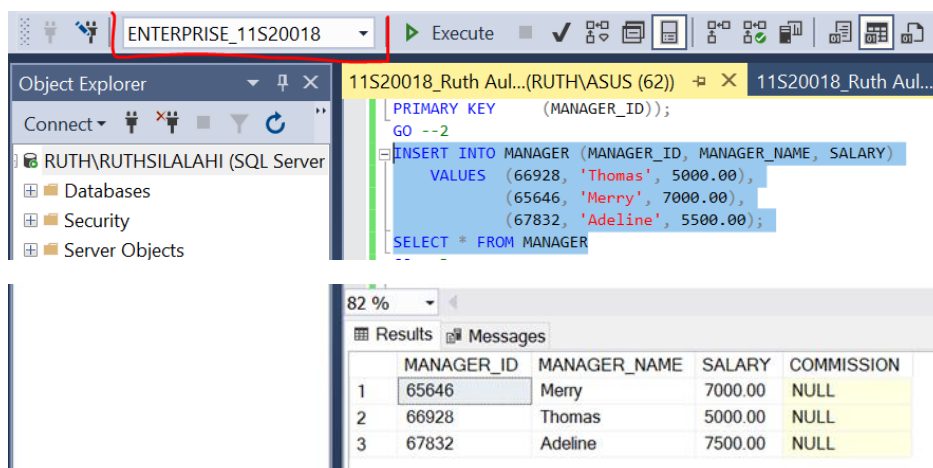 ENTERPRISE_11S20018 Execute
Object Explorer
11S20018_Ruth Aul...(RUTH\ASUS (62)) 11S20018_Ruth Aul...
Connect
RUTH\RUTHSILALAHI (SQL Server
Databases
Security
Server Objects
PRIMARY KEY (MANAGER_ID));
GO --2
INSERT INTO MANAGER (MANAGER_ID, MANAGER_NAME, SALARY)
VALUES (66928, 'Thomas', 5000.00),
(65646, 'Merry', 7000.00),
(67832, 'Adeline', 5500.00);
SELECT * FROM MANAGER
82 %
Results Messages
MANAGER_ID MANAGER_NAME SALARY COMMISSION
1 65646 Merry 7000.00 NULL
2 66928 Thomas 5000.00 NULL
3 67832 Adeline 7500.00 NULL